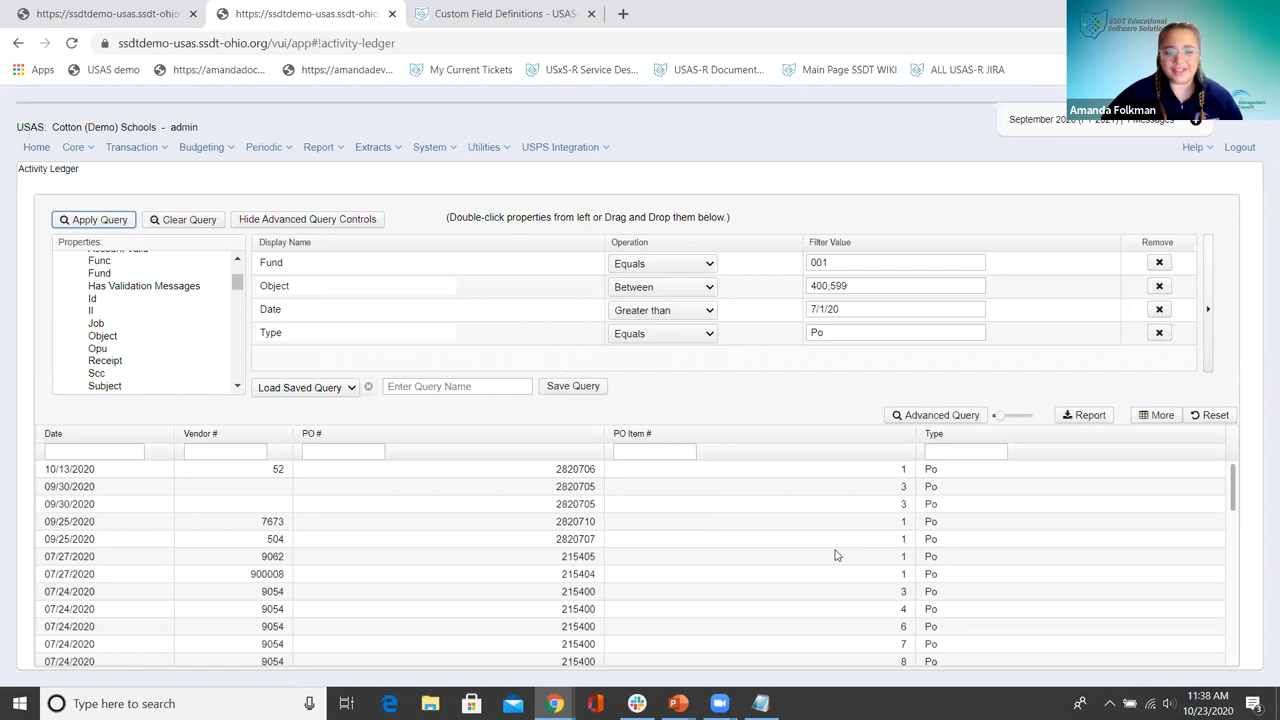 https://ssdtdemo-usas.ssdt-ohio.
https://ssdtdemo-usas.ssdt-ohio.
Custom Field Definitions - USAS-
ssdtdemo-usas.ssdt-ohio.org/vui/app#!activity-ledger
Apps
USAS demo
https://amandadoc...
https://amandadev...
My Current Tickets
USxS-R Service Des...
USAS-R Document...
Main Page SSDT WIKI
ALL USAS-R JIRA
SSDT Educational
Software Solution
Management
Council
Amanda Folkman
USAS: Cotton (Demo) Schools - admin
Home Core Transaction Budgeting Periodic Report Extracts System Utilities USPS Integration
Help Logout
Activity Ledger
Apply Query Clear Query Hide Advanced Query Controls (Double-click properties from left or Drag and Drop them below.)
Properties:
Func
Fund
Has Validation Messages
Id
Il
Job
Object
Opu
Receipt
Scc
Subject
Display Name Operation Filter Value Remove
Fund Equals 001
Object Between 400,599
Date Greater than 7/1/20
Type Equals Po
Load Saved Query Enter Query Name Save Query
Advanced Query Report More Reset
Date Vendor # PO # PO Item # Type
10/13/2020 52 2820706 1 Po
09/30/2020 2820705 3 Po
09/30/2020 2820705 3 Po
09/25/2020 7673 2820710 1 Po
09/25/2020 504 2820707 1 Po
07/27/2020 9062 215405 1 Po
07/27/2020 900008 215404 1 Po
07/24/2020 9054 215400 3 Po
07/24/2020 9054 215400 4 Po
07/24/2020 9054 215400 6 Po
07/24/2020 9054 215400 7 Po
07/24/2020 9054 215400 8 Po
Type here to search
11:38 AM
10/23/2020